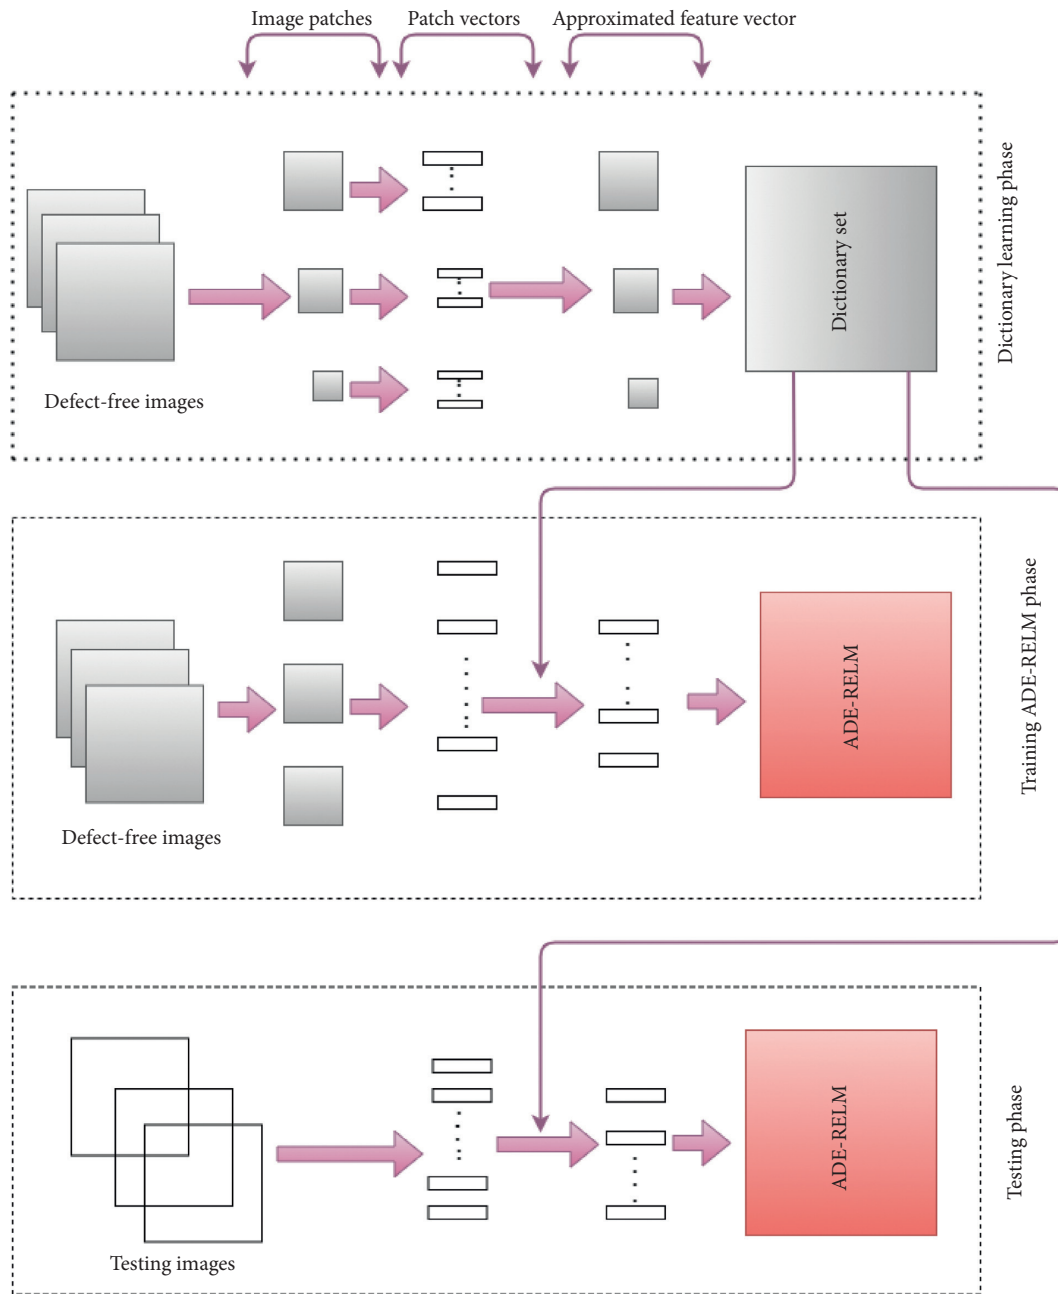 Image patches
Patch vectors
Approximated feature vector
Defect-free images
Dictionary set
Dictionary learning phase
Defect-free images
ADE-RELM
Training ADE-RELM phase
Testing images
ADE-RELM
Testing phase